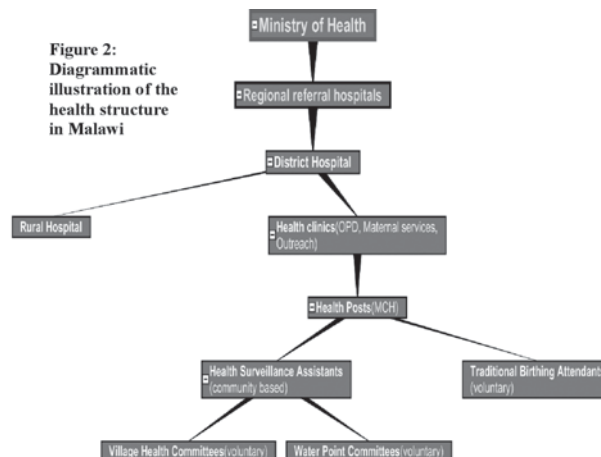 Ministry of Health
Figure 2:
Diagrammatic
illustration of the
health structure
in Malawi
Regional referral hospitals
District Hospital
Rural Hospital
Health clinics(OPD, Maternal services,
Outreach)
Health Posts(MCH)
Health Surveillance Assistants
(community based)
Traditional Birthing Attendants
(voluntary)
Village Health Committees(voluntary)
Water Point Committees(voluntary)